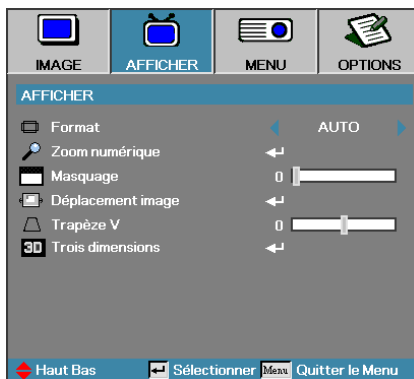 IMAGE AFFICHER MENU OPTIONS
AFFICHER
Format AUTO
Zoom numérique
Masquage 0
Déplacement image
Trapèze V 0
3D Trois dimensions
Haut Bas Sélectionner Menu Quitter le Menu